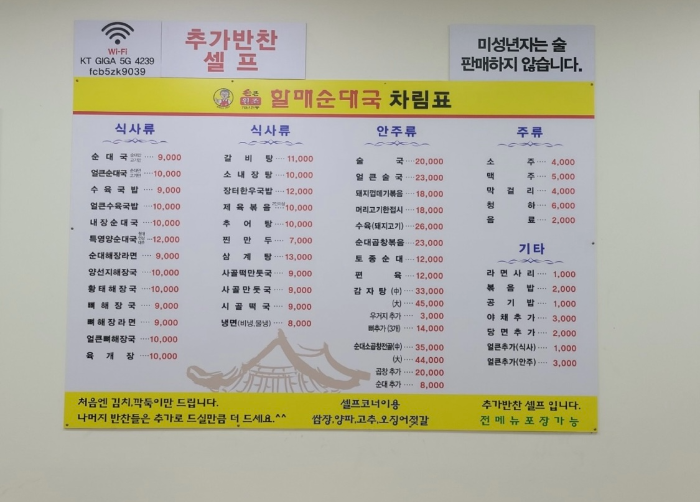 Wi-Fi
KT GIGA 5G 4239
fcb5zk9039
추가반찬
셀 프
미성년자는 술
판매하지 않습니다.
할매순대국 차림표
식사류
순 대 국 ···· 9,000
얼큰순대국 ···· 10,000
수 육 국 밥 ···· 9,000
얼큰수육국밥 ···· 10,000
내 장 순 대 국 ···· 10,000
특영양순대국 ···· 12,000
순대해장라면 ···· 9,000
양선지해장국 ···· 10,000
황태해장국 ···· 10,000
뼈 해 장 국 ···· 9,000
뼈 해 장 라 면 ···· 9,000
얼큰뼈해장국 ···· 10,000
육 개 장 ···· 10,000
식사류
갈 비 탕 ···· 11,000
소 내 장 탕 ···· 10,000
장터한우국밥 ···· 12,000
제 육 볶 음 ···· 10,000
추 어 탕 ···· 10,000
찐 만 두 ···· 7,000
삼 계 탕 ···· 13,000
사골떡만둣국 ···· 9,000
사 골 만 둣 국 ···· 9,000
사 골 떡 국 ···· 9,000
냉면(비냉,물냉) ···· 8,000
안주류
술 국 ···· 20,000
얼 큰 술 국 ···· 23,000
돼지껍데기볶음 ···· 18,000
머리고기한접시 ···· 18,000
수육(돼지고기) ···· 26,000
순대곱창볶음 ···· 23,000
토 종 순 대 ···· 12,000
편 육 ···· 12,000
감 자 탕 (中) ···· 33,000
(大) ···· 45,000
우거지 추가 ···· 3,000
뼈추가 (3개) ···· 14,000
순대소곱창전골(中) ···· 35,000
(大) ···· 44,000
곱창 추가 ···· 20,000
순대 추가 ···· 8,000
주류
소 주 ···· 4,000
맥 주 ···· 5,000
막 걸 리 ···· 4,000
청 하 ···· 6,000
음 료 ···· 2,000
기타
라 면 사 리 ···· 1,000
볶 음 밥 ···· 2,000
공 기 밥 ···· 1,000
야 채 추 가 ···· 3,000
당 면 추 가 ···· 2,000
얼큰추가(식사) ···· 1,000
얼큰추가(안주) ···· 3,000
처음엔 김치,깍둑이만 드립니다.
나머지 반찬들은 추가로 드실만큼 더 드세요.^^
셀프코너이용
쌈장,양파,고추,오징어젓갈
추가반찬 셀프 입니다.
전 메 뉴 포 장 가 능